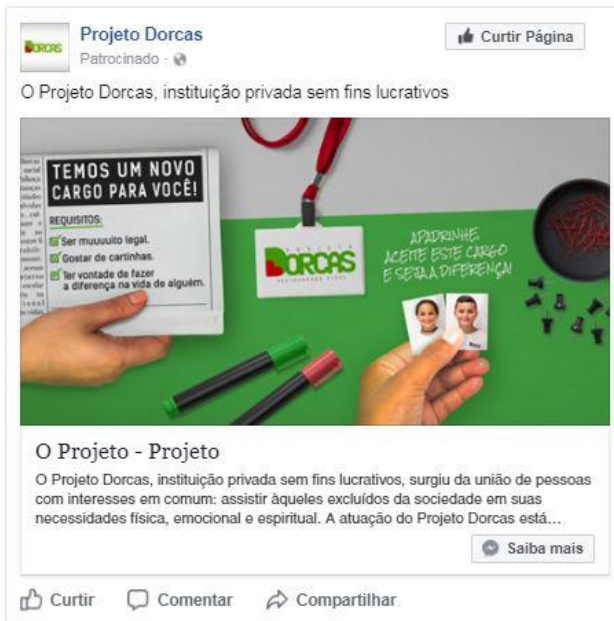 Projeto Dorcas
Patrocinado ·
Curtir Página
O Projeto Dorcas, instituição privada sem fins lucrativos
TEMOS UM NOVO
CARGO PARA VOCÊ!
REQUISITOS:
Ser muuuuito legal.
Gostar de cartinhas.
Ter vontade de fazer
a diferença na vida de alguém.
PROJETO
DORCAS
APADRINHE,
ACEITE ESTE CARGO
E SEJA A DIFERENÇA!
O Projeto - Projeto
O Projeto Dorcas, instituição privada sem fins lucrativos, surgiu da união de pessoas
com interesses em comum: assistir àqueles excluídos da sociedade em suas
necessidades física, emocional e espiritual. A atuação do Projeto Dorcas está...
Saiba mais
Curtir
Comentar
Compartilhar